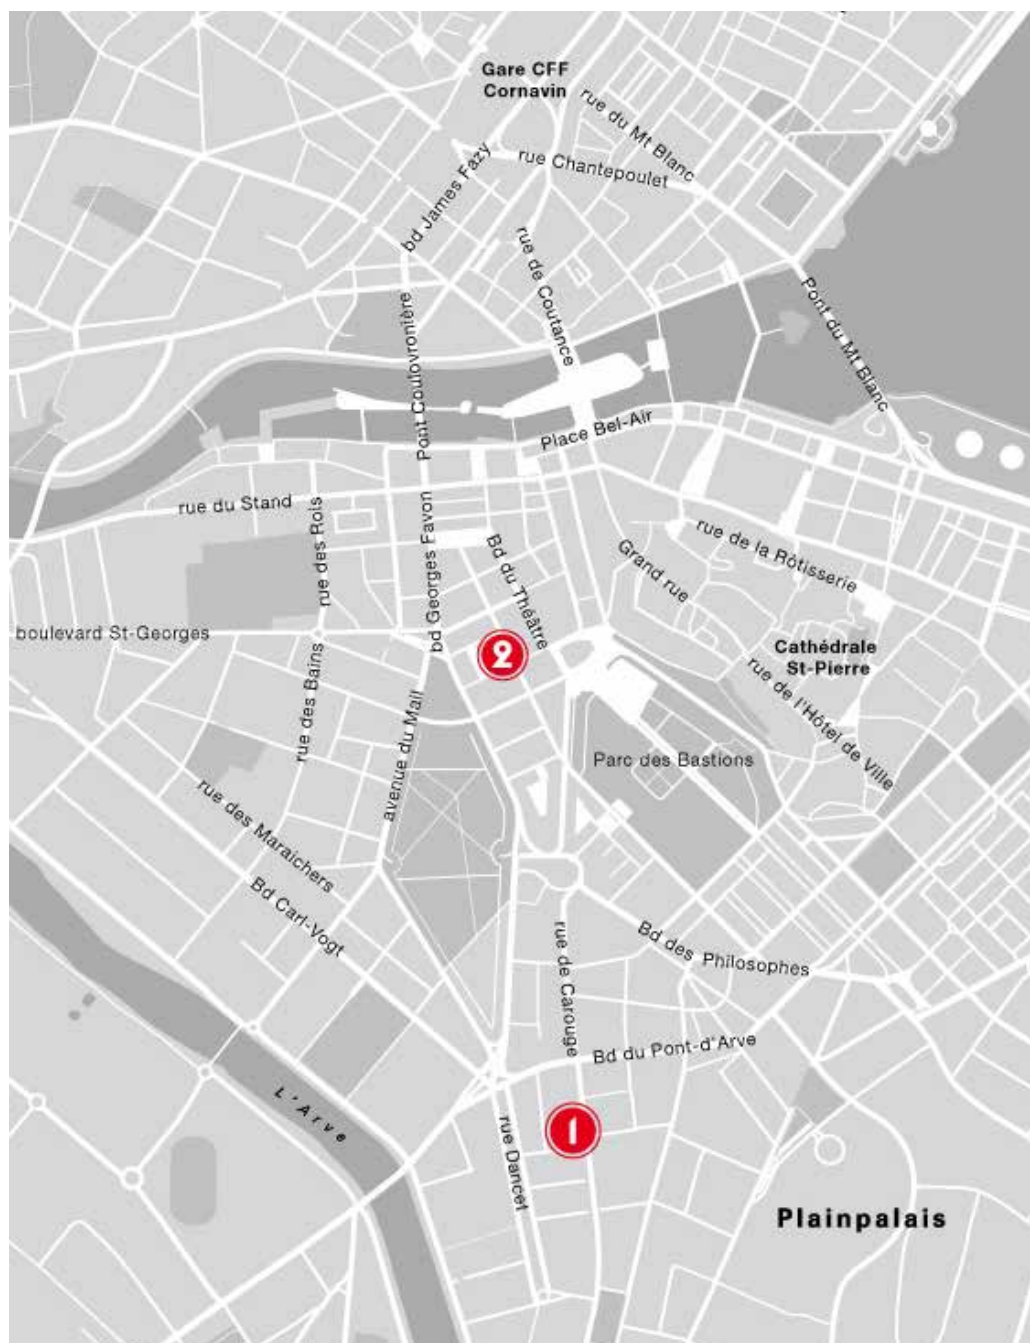 Gare CFF
Cornavin
rue du Mt Blanc
rue Chantepoulet
bd James Fazy
rue de Coutance
Pont du Mt Blanc
Pont Coulovronière
Place Bel-Air
rue du Stand
rue des Rois
bd Georges Favon
Bd du Théâtre
Grand rue
rue de la Rôtisserie
boulevard St-Georges
2
Cathédrale
St-Pierre
rue de l'Hôtel de Ville
rue des Bains
avenue du Mail
Parc des Bastions
rue des Maraichers
Bd Carl-Vogt
rue de Carouge
Bd des Philosophes
Bd du Pont-d'Arve
L'Arve
1
rue Dancet
Plainpalais